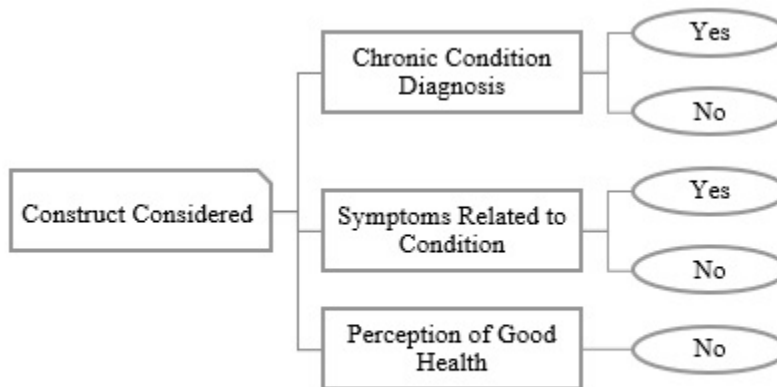 Construct Considered
Chronic Condition
Diagnosis
Yes
No
Symptoms Related to
Condition
Yes
No
Perception of Good
Health
No